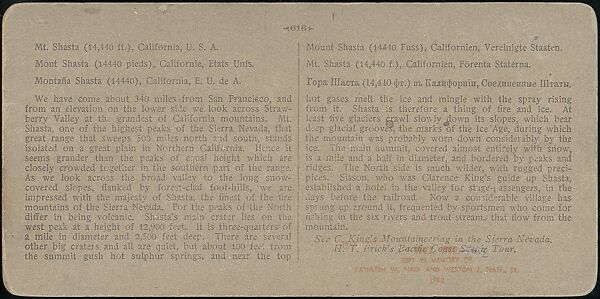 616
Mt. Shasta (14,440 ft.), California, U. S. A.
Mont Shasta (14440 pieds), Californie, Etats Unis.
Montaña Shasta (14440), California, E. U. de A.
We have come about 340 miles from San Francisco, and
from an elevation on the lower side we look across Straw-
berry Valley at the grandest of California mountains. Mt.
Shasta, one of the highest peaks of the Sierra Nevada, that
great range that sweeps 505 miles north and south, stands
isolated on a great plain in Northern California. Hence it
seems grander than the peaks of equal height which are
closely crowded together in the southern part of the range.
As we look across the broad valley to the long snow-
covered slopes, flanked by forest-clad foot-hills, we are
impressed with the majesty of Shasta, the finest of the fire
mountains of the Sierra Nevada. For the peaks of the North
differ in being volcanic. Shasta's main crater lies on the
west peak at a height of 12,900 feet. It is three-quarters of
a mile in diameter and 2,500 feet deep. There are several
other big craters and all are quiet, but about 100 feet from
the summit gush hot sulphur springs, and near the top
Mount Shasta (14440 Fuss), Californien, Vereinigte Staaten.
Mt. Shasta (14,440 f.), Californien, Förenta Staterna.
Гора Шаста (14,440 фт.) въ Калифорніи, Соединенные Штаты,
hot gases melt the ice and mingle with the spray rising
from it. Shasta is therefore a thing of fire and ice. At
least five glaciers crawl slowly down its slopes, which bear
deep glacial grooves, the marks of the Ice Age, during which
the mountain was probably worn down considerably by the
ice. The main summit, covered almost entirely with snow,
is a mile and a half in diameter, and bordered by peaks and
ridges. The North side is much wilder, with rugged preci-
pices. Sisson, who was Clarence King's guide up Shasta,
established a hotel in the valley for stage-passengers, in the
days before the railroad. Now a considerable village has
sprung up around it, frequented by sportsmen who come for
fishing in the six rivers and trout-streams that flow from the
mountain.
See C. King's Mountaineering in the Sierra Nevada.
H. T. Frich's Pacific Coast Scenic Tour.
GIFT IN MEMORY OF
KATHRYN W. NASH AND WESTON J. NAEF, SR.
1982